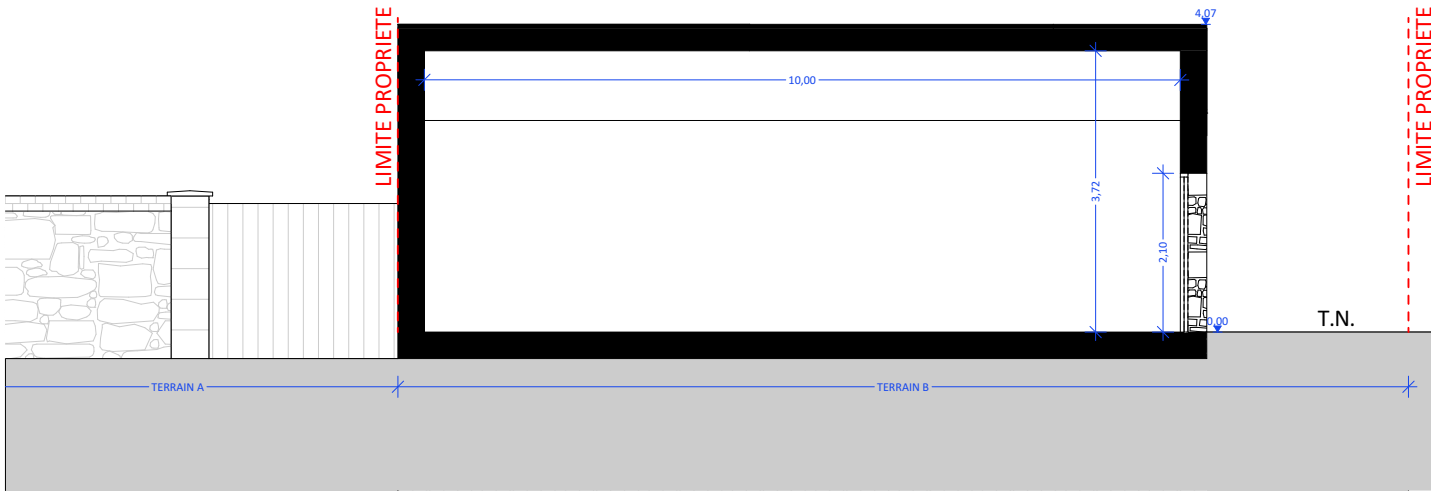 LIMITE PROPRIETE
4,07
LIMITE PROPRIETE
10,00
3,72
2,10
0,00
T.N.
TERRAIN A
TERRAIN B